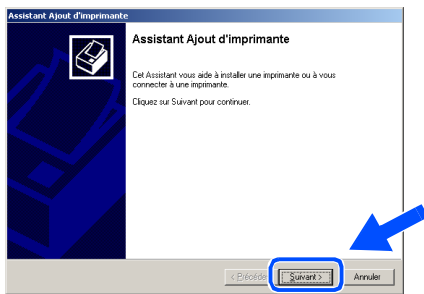 Assistant Ajout d'imprimante
Assistant Ajout d'imprimante
Cet Assistant vous aide à installer une imprimante ou à vous
connecter à une imprimante.
Cliquez sur Suivant pour continuer.
< Précéden Suivant > Annuler